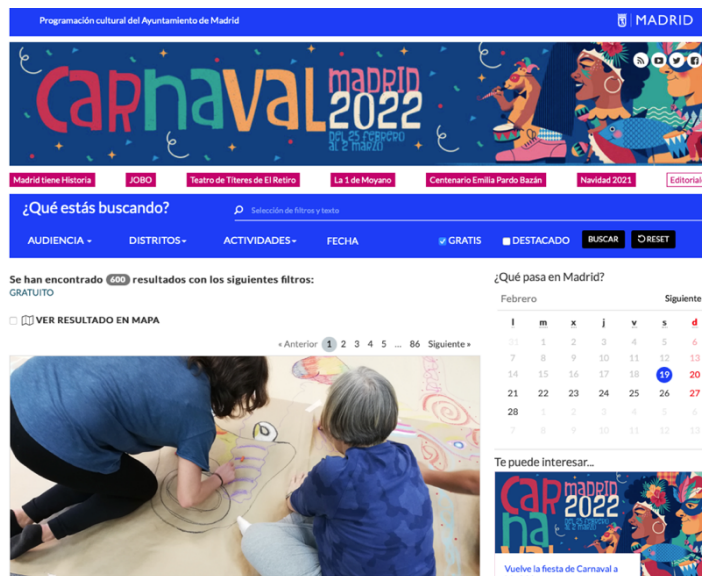 Programación cultural del Ayuntamiento de Madrid
MADRID
CARNAVAL
MADRID
2022
DEL 25 FEBRERO
AL 2 MARZO
Madrid tiene Historia
JOBO
Teatro de Títeres de El Retiro
La 1 de Moyano
Centenario Emilia Pardo Bazán
Navidad 2021
Editorial
¿Qué estás buscando?
Selección de filtros y texto
AUDIENCIA
DISTRITOS
ACTIVIDADES
FECHA
GRATIS
DESTACADO
BUSCAR
RESET
Se han encontrado 600 resultados con los siguientes filtros:
GRATUITO
VER RESULTADO EN MAPA
« Anterior 1 2 3 4 5 ... 86 Siguiente »
¿Qué pasa en Madrid?
Febrero Siguiente
l m x j v s d
31 1 2 3 4 5 6
7 8 9 10 11 12 13
14 15 16 17 18 19 20
21 22 23 24 25 26 27
28 1 2 3 4 5 6
7 8 9 10 11 12 13
Te puede interesar...
CARNA
MADRID
2022
Vuelve la fiesta de Carnaval a